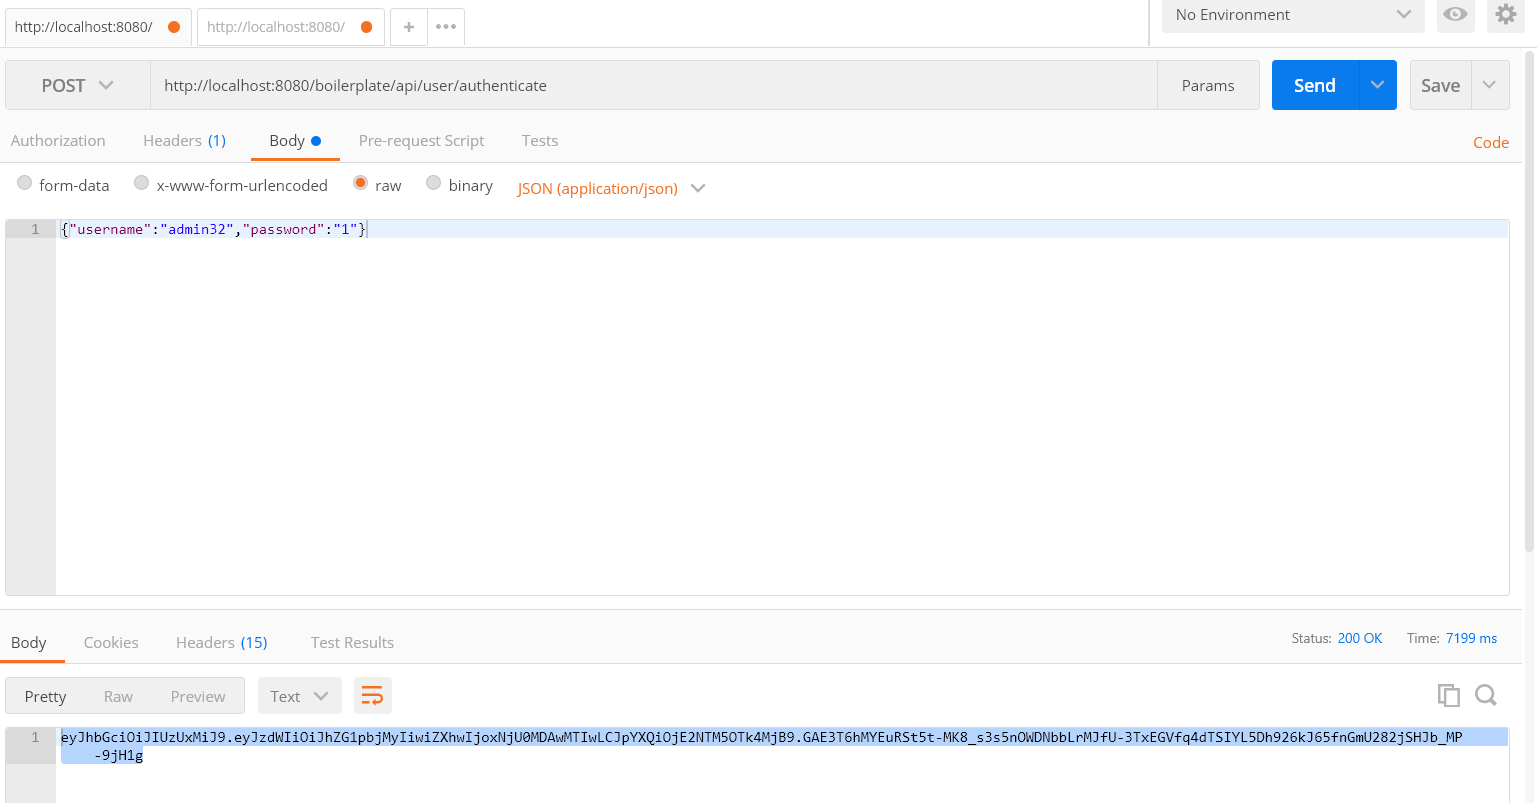 http://localhost:8080/ http://localhost:8080/ + ••• No Environment
POST http://localhost:8080/boilerplate/api/user/authenticate Params Send Save
Authorization Headers (1) Body Pre-request Script Tests Code
form-data x-www-form-urlencoded raw binary JSON (application/json)
1 {"username":"admin32","password":"1"}
Body Cookies Headers (15) Test Results Status: 200 OK Time: 7199 ms
Pretty Raw Preview Text
1 eyJhbGciOiJIUzUxMiJ9.eyJzdWIiOiJhZG1pbjMyIiwiZXhwIjoxNjU0MDAwMTIwLCJpYXQiOjE2NTM5OTk4MjB9.GAE3T6hMYEuRSt5t-MK8_s3s5nOWDNbbLrMJfU-3TxEGVfq4dTSIYL5Dh926kJ65fnGmU282jSHJb_MP
-9jH1g